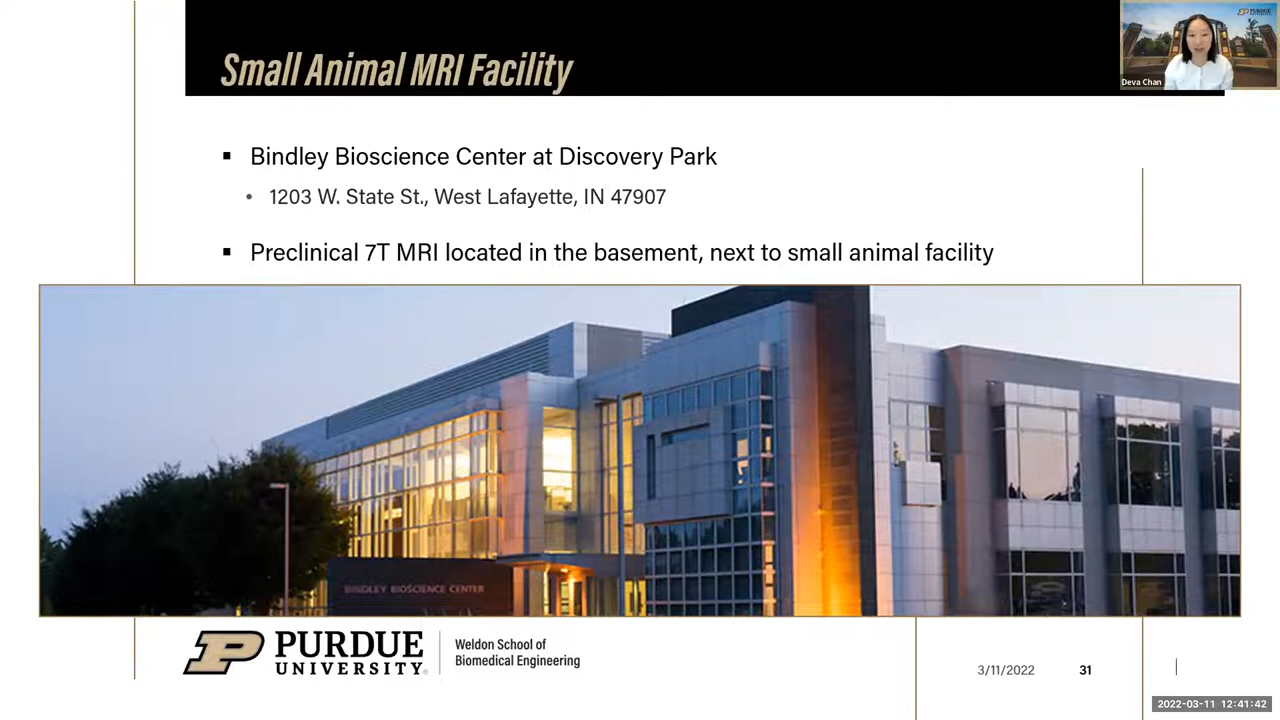 Small Animal MRI Facility
PURDUE
Deva Chan
▪ Bindley Bioscience Center at Discovery Park
• 1203 W. State St., West Lafayette, IN 47907
▪ Preclinical 7T MRI located in the basement, next to small animal facility
BINDLEY BIOSCIENCE CENTER
P PURDUE
UNIVERSITY®
Weldon School of
Biomedical Engineering
3/11/2022
31
2022-03-11 12:41:42